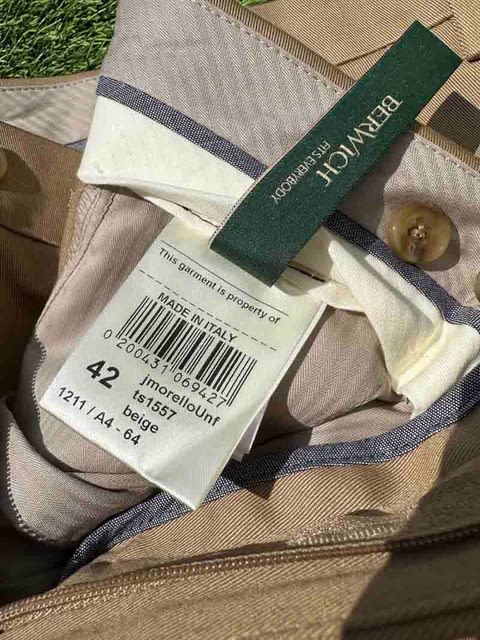 BERWICH
FITS EVERYBODY
This garment is property of
MADE IN ITALY
0 200431 069427
42
jmorelloUnf
ts1557
beige
1211 / A4 - 64